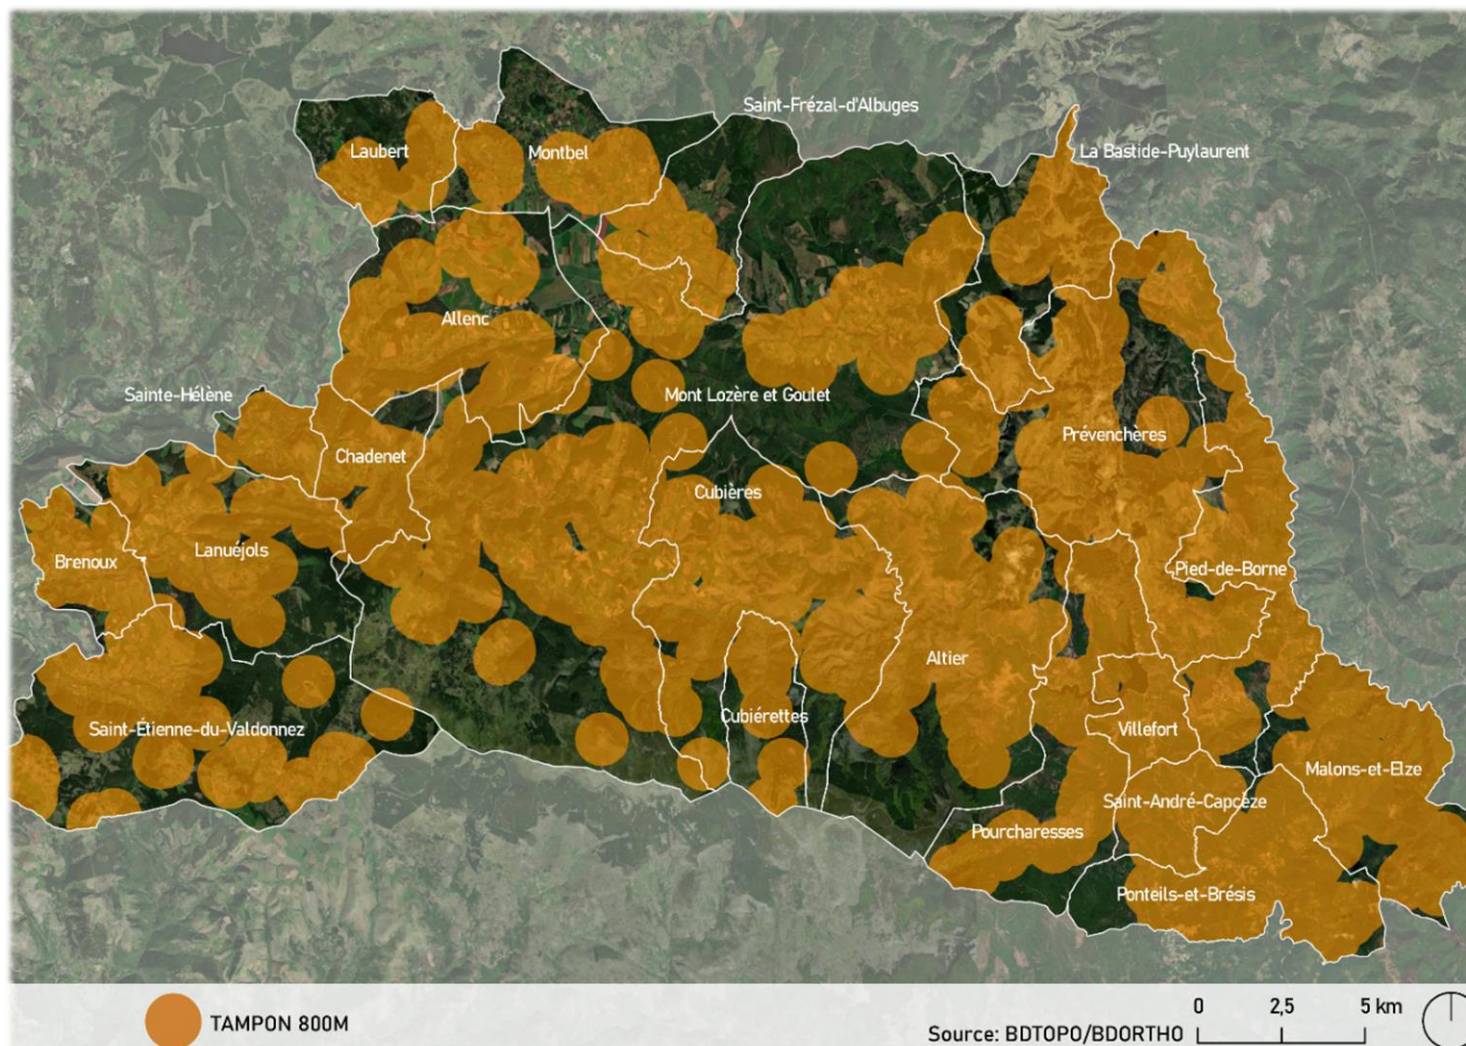 Saint-Frézal-d'Albuges
Laubert
Montbel
La Bastide-Puylaurent
Allenc
Sainte-Hélène
Mont Lozère et Goulet
Chadenet
Prévenchères
Cubières
Lanuéjols
Brenoux
Pied-de-Borne
Altier
Cubiérettes
Saint-Étienne-du-Valdonnez
Villefort
Malons-et-Elze
Saint-André-Capcèze
Pourcharesses
Ponteils-et-Brésis
TAMPON 800M
Source: BDTOPO/BDORTHO
0 2,5 5 km